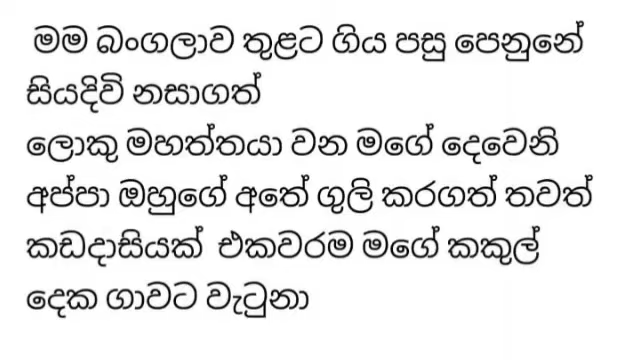 මම බංගලාව තුළට ගිය පසු පෙනුනේ
සියදිවි නසාගත්
ලොකු මහත්තයා වන මගේ දෙවෙනි
අප්පා ඔහුගේ අතේ ගුලි කරගත් තවත්
කඩදාසියක් එකවරම මගේ කකුල්
දෙක ගාවට වැටුනා